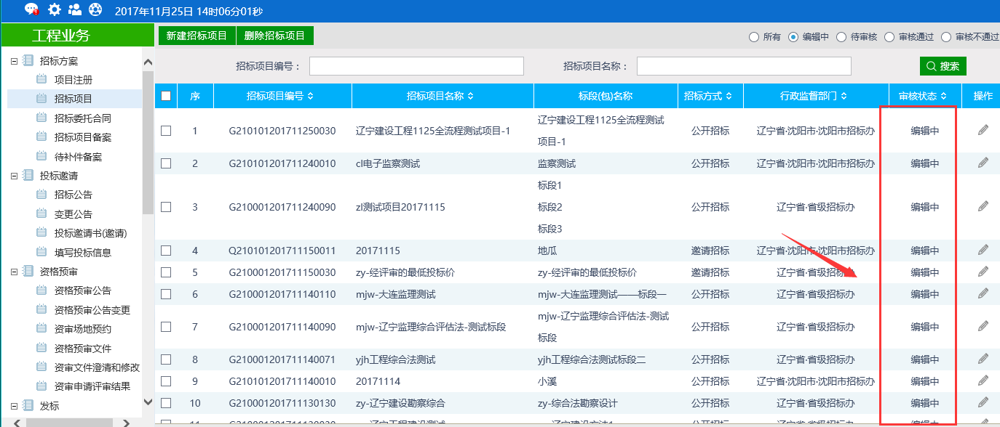 2017年11月25日 14时06分01秒
工程业务
新建招标项目 删除招标项目
所有 编辑中 待审核 审核通过 审核不通过
招标项目编号： 招标项目名称： 搜索
招标方案
项目注册
招标项目
招标委托合同
招标项目备案
待补件备案
投标邀请
招标公告
变更公告
投标邀请书(邀请)
填写投标信息
资格预审
资格预审公告
资格预审公告变更
资审场地预约
资格预审文件
资审文件澄清和修改
资审申请评审结果
发标
序 招标项目编号 招标项目名称 标段(包)名称 招标方式 行政监督部门 审核状态 操作
1 G210101201711250030 辽宁建设工程1125全流程测试项目-1 辽宁建设工程1125全流程测试 公开招标 辽宁省·沈阳市·沈阳市招标办 编辑中
项目-1
2 G210101201711240010 cl电子监察测试 监察测试 公开招标 辽宁省·沈阳市·沈阳市招标办 编辑中
标段1
3 G210001201711240090 zl测试项目20171115 标段2 公开招标 辽宁省·省级招标办 编辑中
标段3
4 Q210101201711150011 20171115 地瓜 邀请招标 辽宁省·沈阳市·沈阳市招标办 编辑中
5 G210001201711150030 zy-经评审的最低投标价 zy-经评审的最低投标价 邀请招标 辽宁省·省级招标办 编辑中
6 G210001201711140110 mjw-大连监理测试 mjw-大连监理测试——标段一 公开招标 辽宁省·省级招标办 编辑中
7 G210001201711140090 mjw-辽宁监理综合评估法-测试标段 mjw-辽宁监理综合评估法-测试 公开招标 辽宁省·省级招标办 编辑中
标段
8 G210001201711140071 yjh工程综合法测试 yjh工程综合法测试标段二 公开招标 辽宁省·省级招标办 编辑中
9 G210101201711140010 20171114 小溪 公开招标 辽宁省·沈阳市·沈阳市招标办 编辑中
10 G210001201711130130 zy-辽宁建设勘察综合 zy-综合法勘察设计 公开招标 辽宁省·省级招标办 编辑中